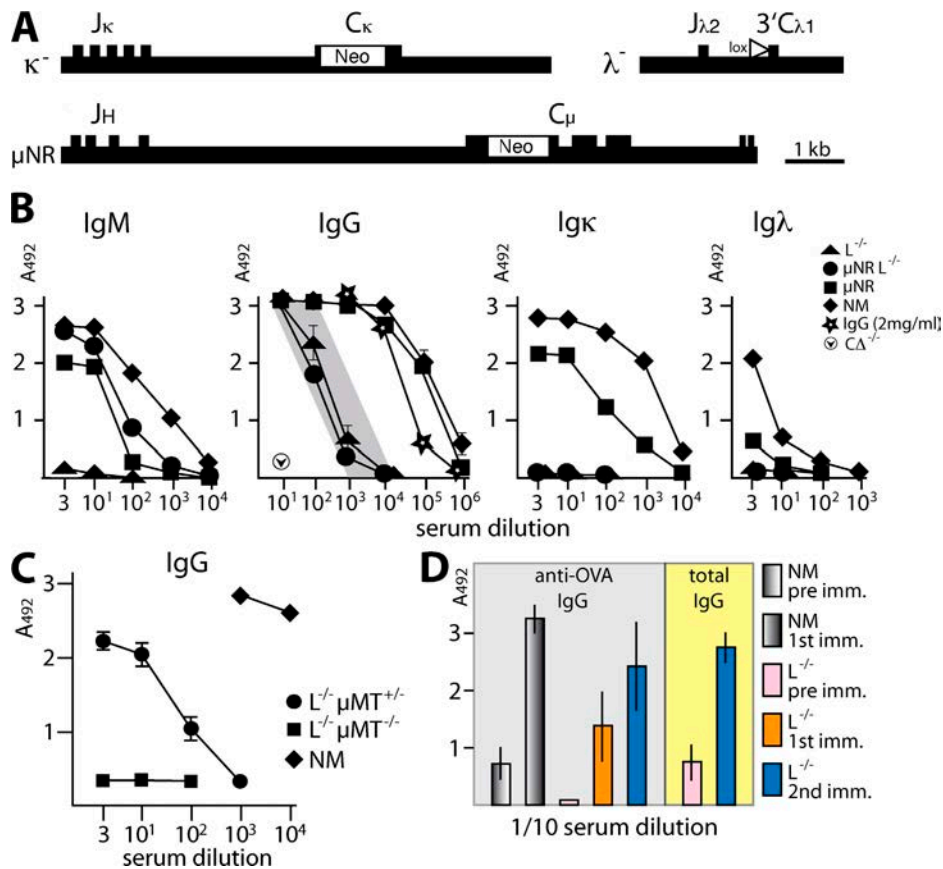 A
Jκ Cκ Jλ2 3'Cλ1
κ⁻ Neo λ⁻ lox
JH Cμ
μNR Neo 1 kb
B
IgM IgG Igκ Igλ
A492 A492 A492 A492
L⁻/⁻
μNR L⁻/⁻
μNR
NM
IgG (2mg/ml)
CΔ⁻/⁻
3 3 3 3
2 2 2 2
1 1 1 1
3 10¹ 10² 10³ 10⁴ 10¹ 10² 10³ 10⁴ 10⁵ 10⁶ 3 10¹ 10² 10³ 10⁴ 3 10¹ 10² 10³
serum dilution
C
IgG
A492
3
2
1
L⁻/⁻ μMT⁺/⁻
L⁻/⁻ μMT⁻/⁻
NM
3 10¹ 10² 10³ 10⁴
serum dilution
D
A492
anti-OVA total
IgG IgG
3
2
1
1/10 serum dilution
NM
pre imm.
NM
1st imm.
L⁻/⁻
pre imm.
L⁻/⁻
1st imm.
L⁻/⁻
2nd imm.